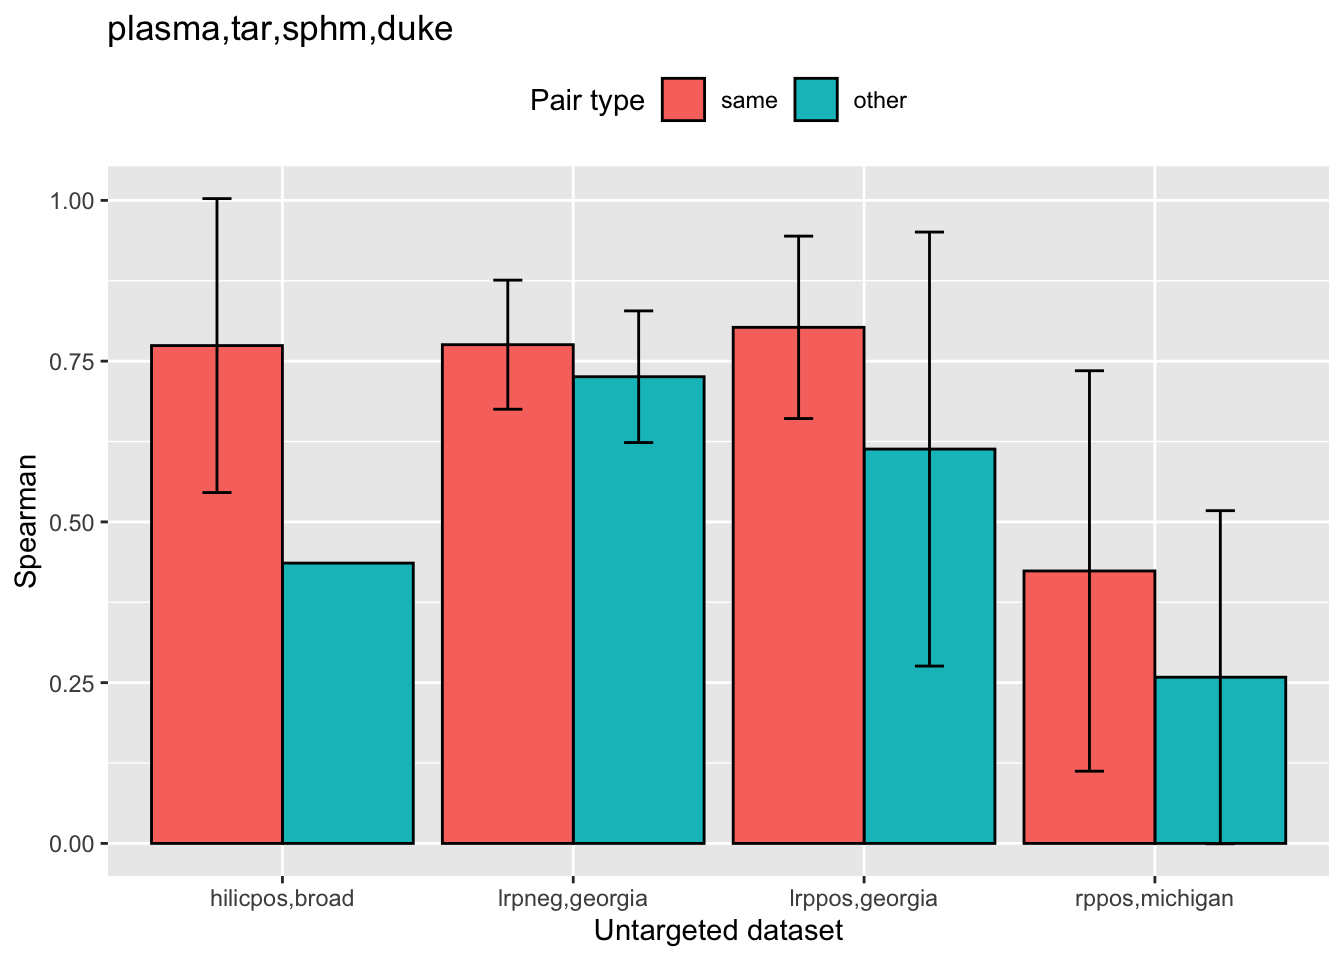 plasma,tar,sphm,duke
Pair type same other
1.00
0.75
0.50
0.25
0.00
Spearman
hilicpos,broad lrpneg,georgia lrppos,georgia rppos,michigan
Untargeted dataset